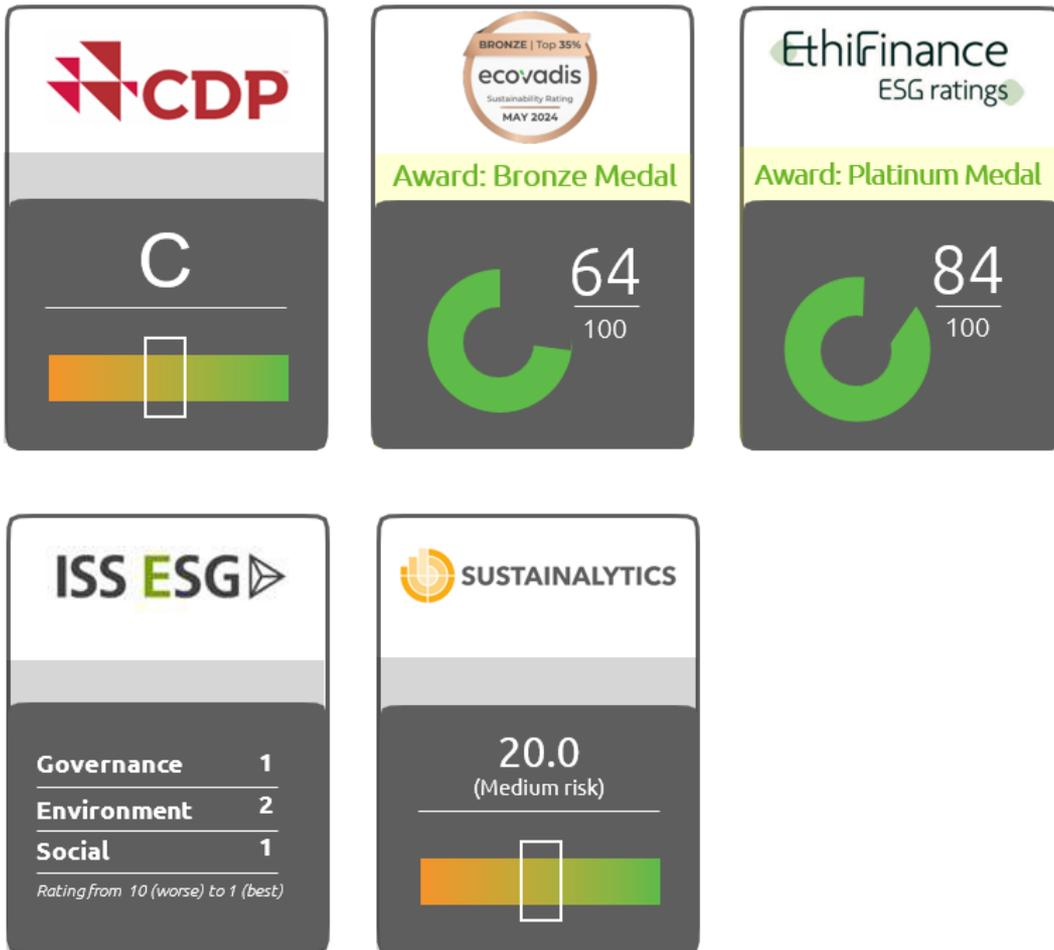 CDP
BRONZE | Top 35%
ecovadis
Sustainability Rating
MAY 2024
EthiFinance
ESG ratings
Award: Bronze Medal
Award: Platinum Medal
C
64
100
84
100
ISS ESG
SUSTAINALYTICS
Governance 1
Environment 2
Social 1
Rating from 10 (worse) to 1 (best)
20.0
(Medium risk)